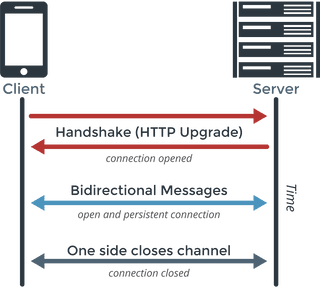 Client
Server
Handshake (HTTP Upgrade)
connection opened
Bidirectional Messages
open and persistent connection
One side closes channel
connection closed
Time